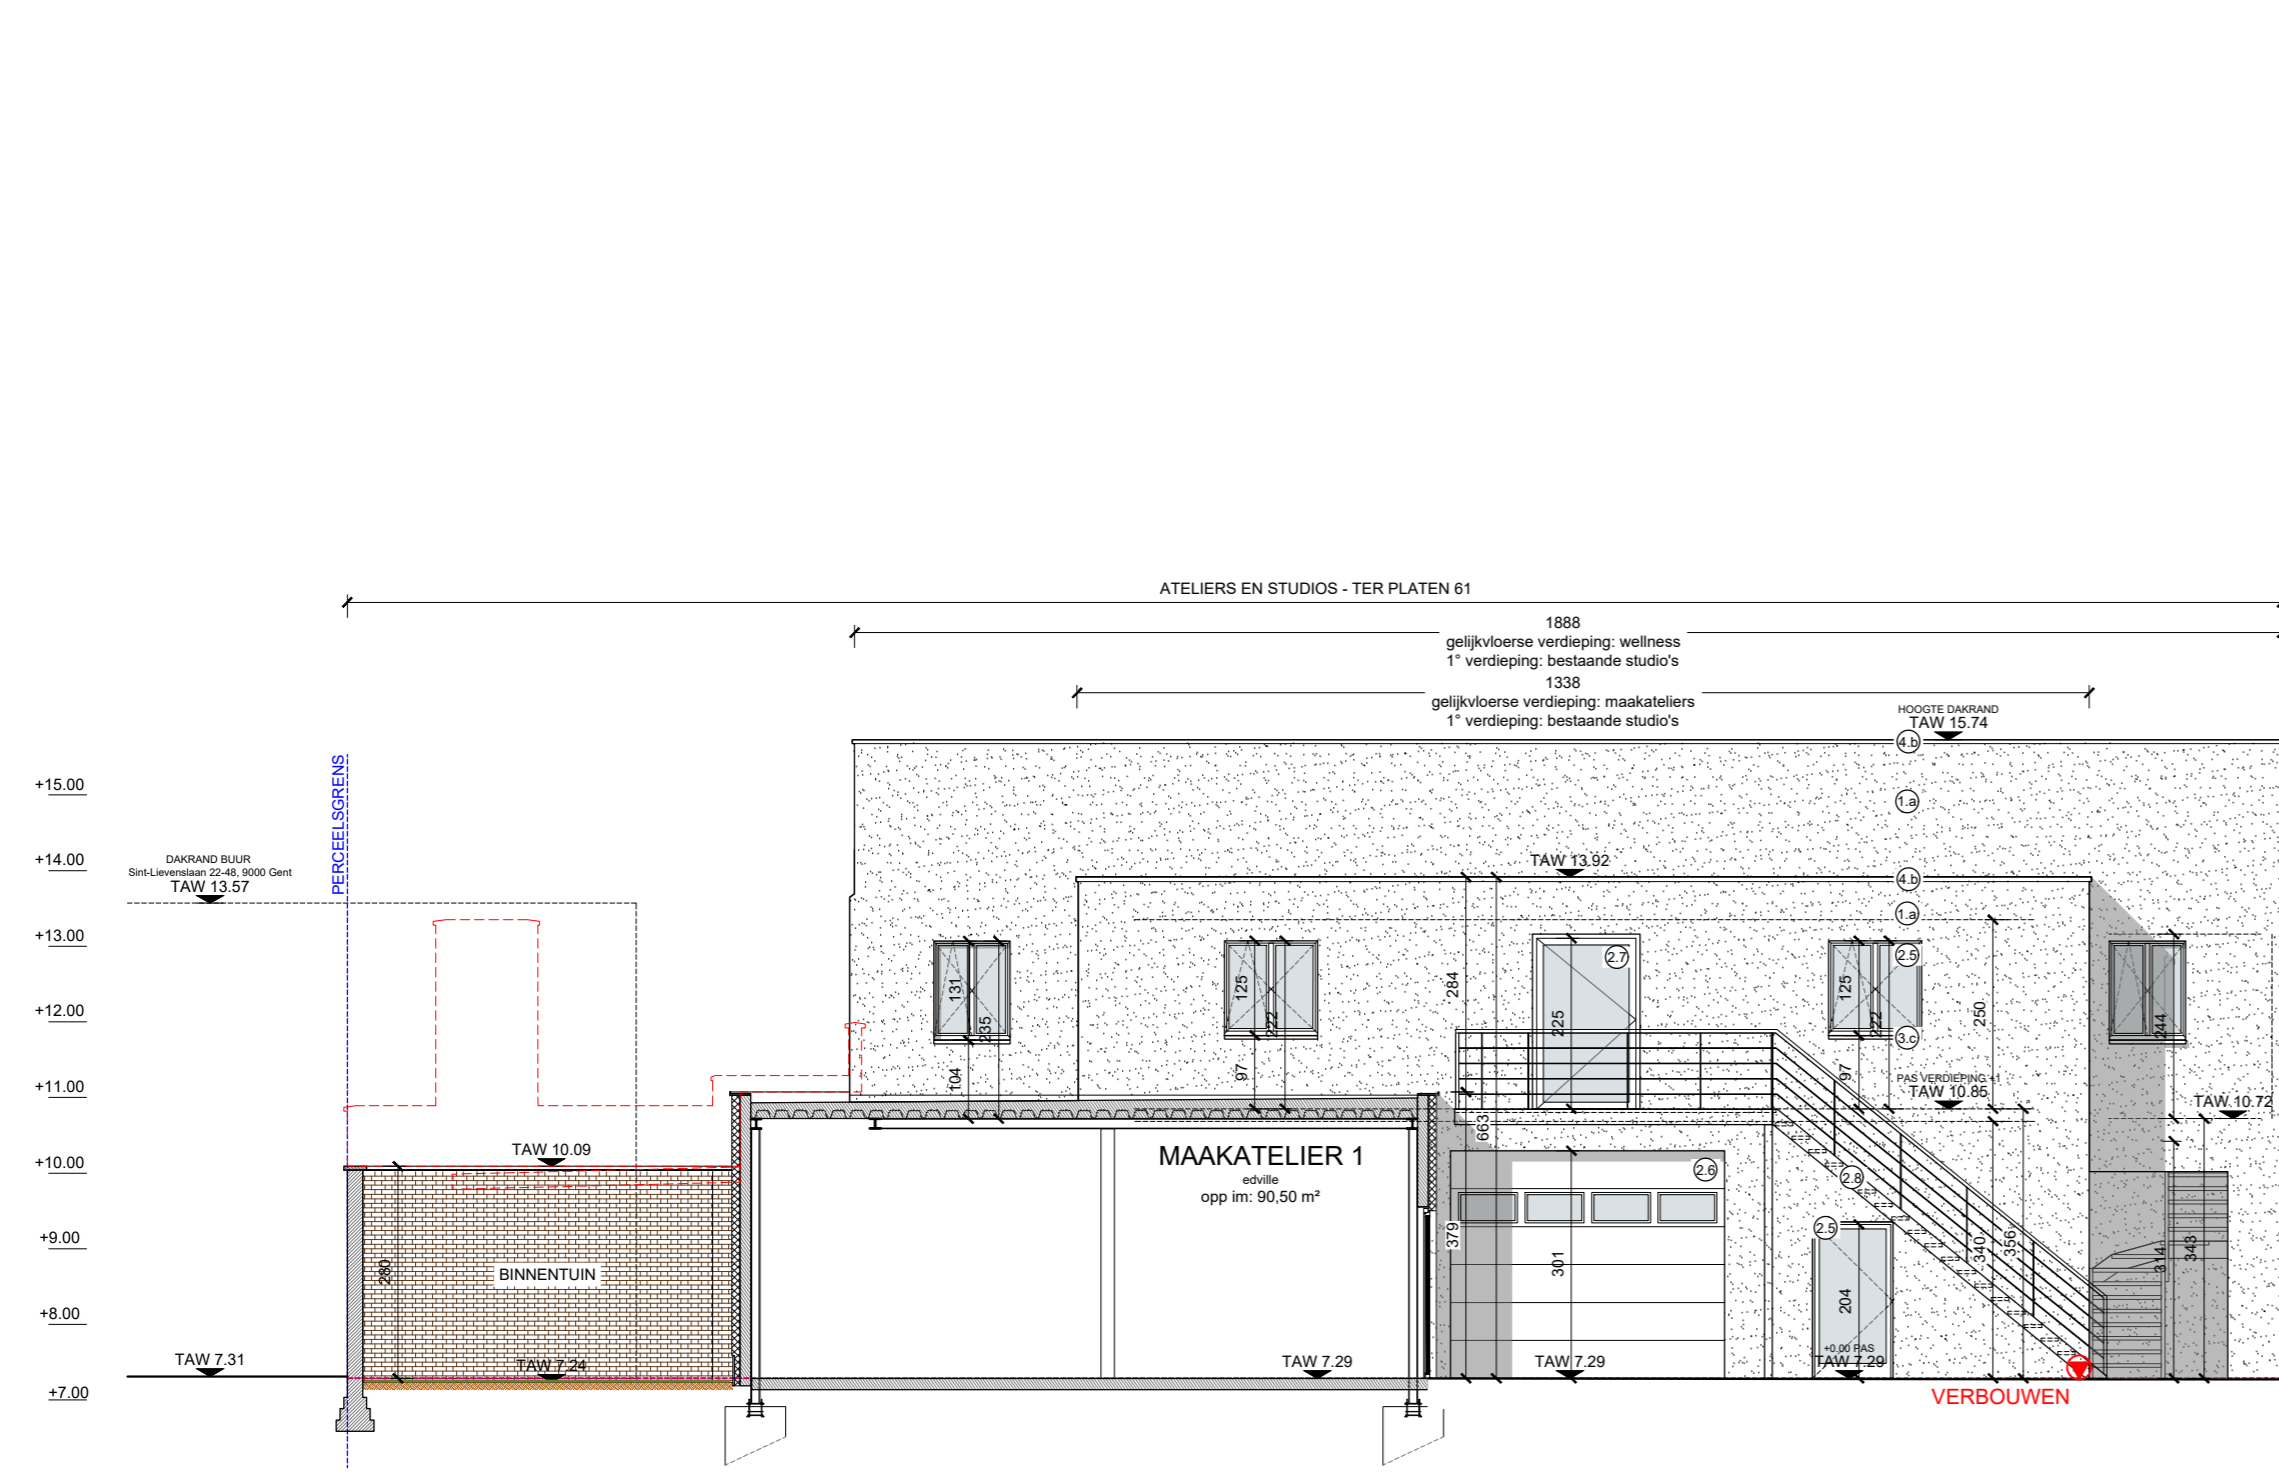 ATELIERS EN STUDIOS - TER PLATEN 61
1888
gelijkvloerse verdieping: wellness
1° verdieping: bestaande studio's
1338
gelijkvloerse verdieping: maakateliers
1° verdieping: bestaande studio's
HOOGTE DAKRAND
TAW 15.74
4.b
PERCEELSGRENS
+15.00
1.a
+14.00
DAKRAND BUUR
Sint-Lievenslaan 22-48, 9000 Gent
TAW 13.57
TAW 13.92
4.b
1.a
+13.00
2.7
2.5
131
235
104
125
222
97
284
225
125
222
97
250
244
+12.00
3.c
+11.00
PAS VERDIEPING +1
TAW 10.85
TAW 10.72
663
TAW 10.09
+10.00
MAAKATELIER 1
edville
opp im: 90,50 m²
2.6
2.8
2.5
+9.00
280
BINNENTUIN
379
301
204
340
356
314
343
+8.00
TAW 7.31
TAW 7.24
TAW 7.29
TAW 7.29
+0.00 PAS
TAW 7.29
+7.00
VERBOUWEN